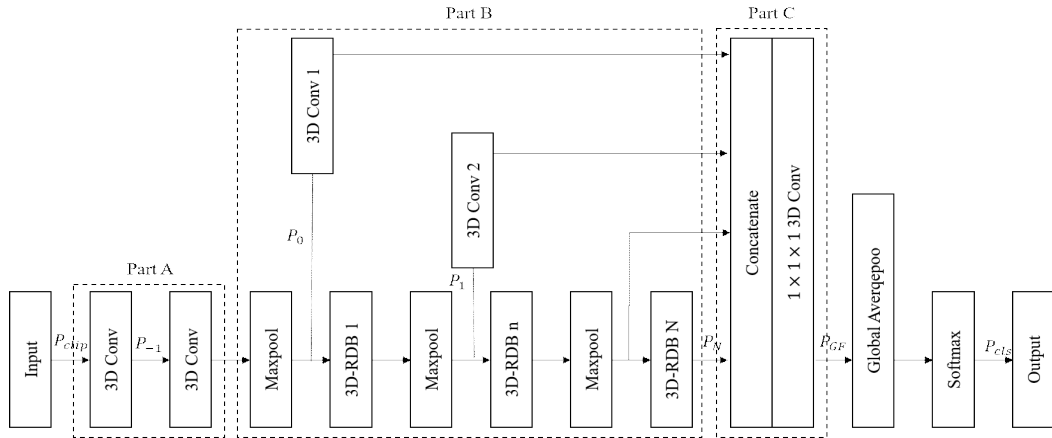 Part B
Part C
3D Conv 1
3D Conv 2
P0
P1
Part A
Input
Pclip
3D Conv
P−1
3D Conv
Maxpool
3D-RDB 1
Maxpool
3D-RDB n
Maxpool
3D-RDB N
PN
Concatenate
1 × 1 × 1 3D Conv
PGF
Global Averqepoo
Softmax
Pcls
Output